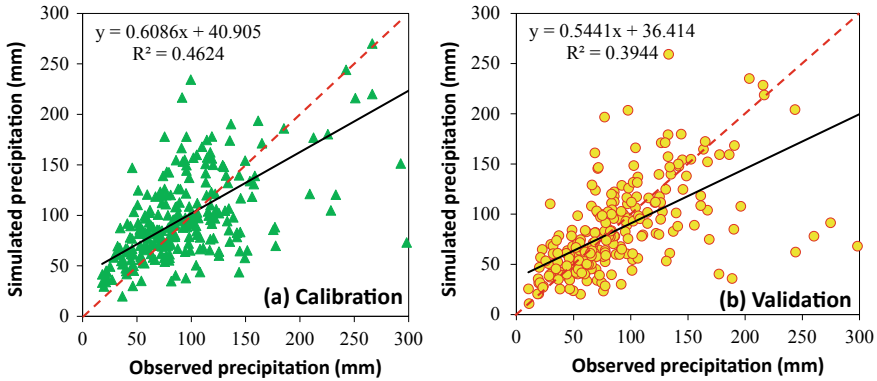 y = 0.6086x + 40.905
R² = 0.4624
Simulated precipitation (mm)
300
250
200
150
100
50
0
(a) Calibration
0 50 100 150 200 250 300
Observed precipitation (mm)
y = 0.5441x + 36.414
R² = 0.3944
Simulated precipitation (mm)
300
250
200
150
100
50
0
(b) Validation
0 50 100 150 200 250 300
Observed precipitation (mm)